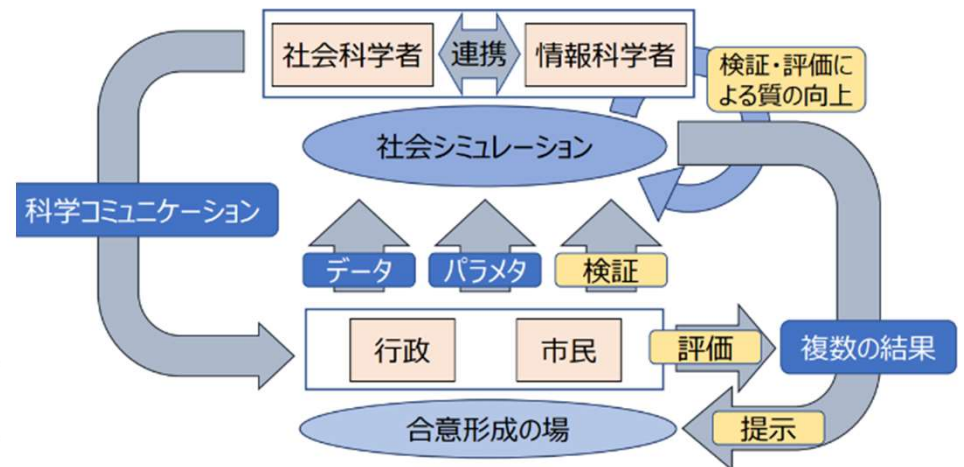 社会科学者
連携
情報科学者
検証・評価に
よる質の向上
社会シミュレーション
科学コミュニケーション
データ
パラメタ
検証
行政
市民
評価
複数の結果
合意形成の場
提示